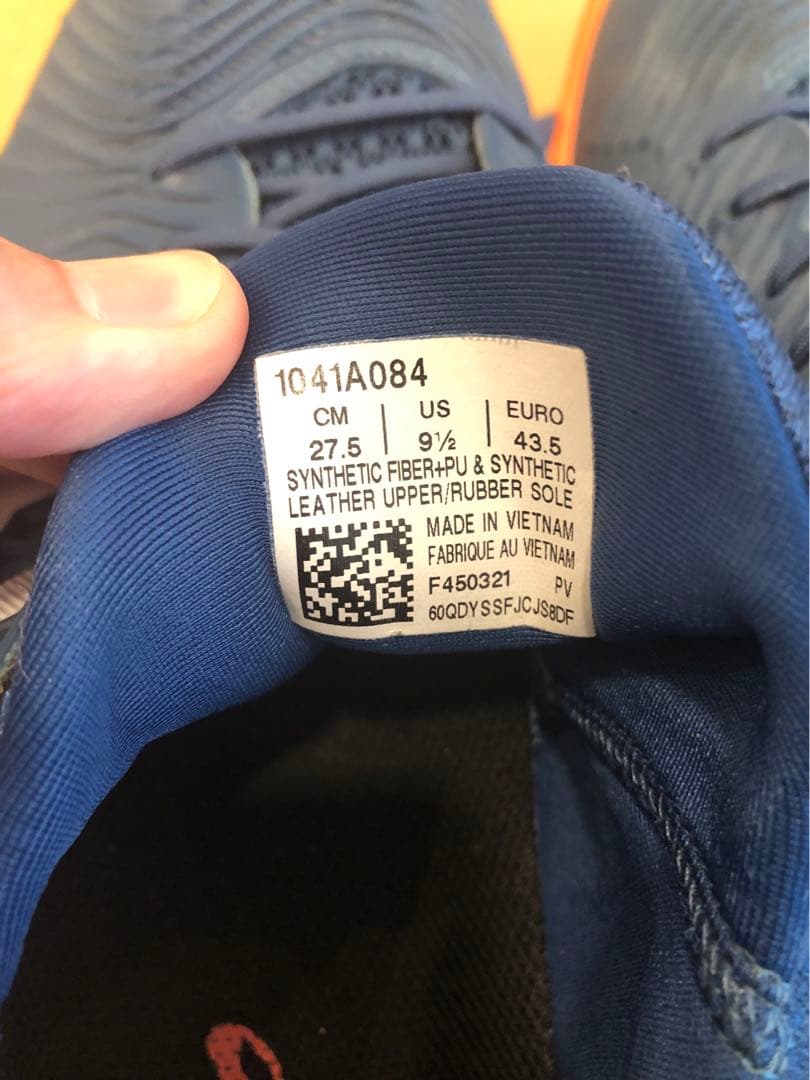 1041A084
CM | US | EURO
27.5 | 9½ | 43.5
SYNTHETIC FIBER+PU & SYNTHETIC
LEATHER UPPER/RUBBER SOLE
MADE IN VIETNAM
FABRIQUE AU VIETNAM
F450321 PV
60QDYSSFJCJS8DF